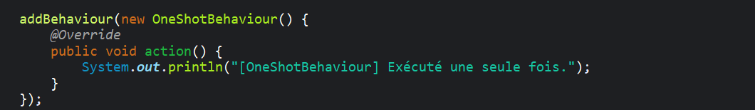 addBehaviour(new OneShotBehaviour() {
@Override
public void action() {
System.out.println("[OneShotBehaviour] Exécuté une seule fois.");
}
});